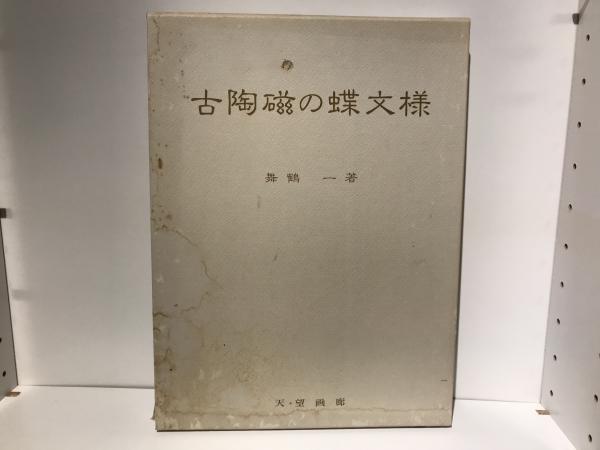 古陶磁の蝶文様
舞鶴 一著
天・望画廊